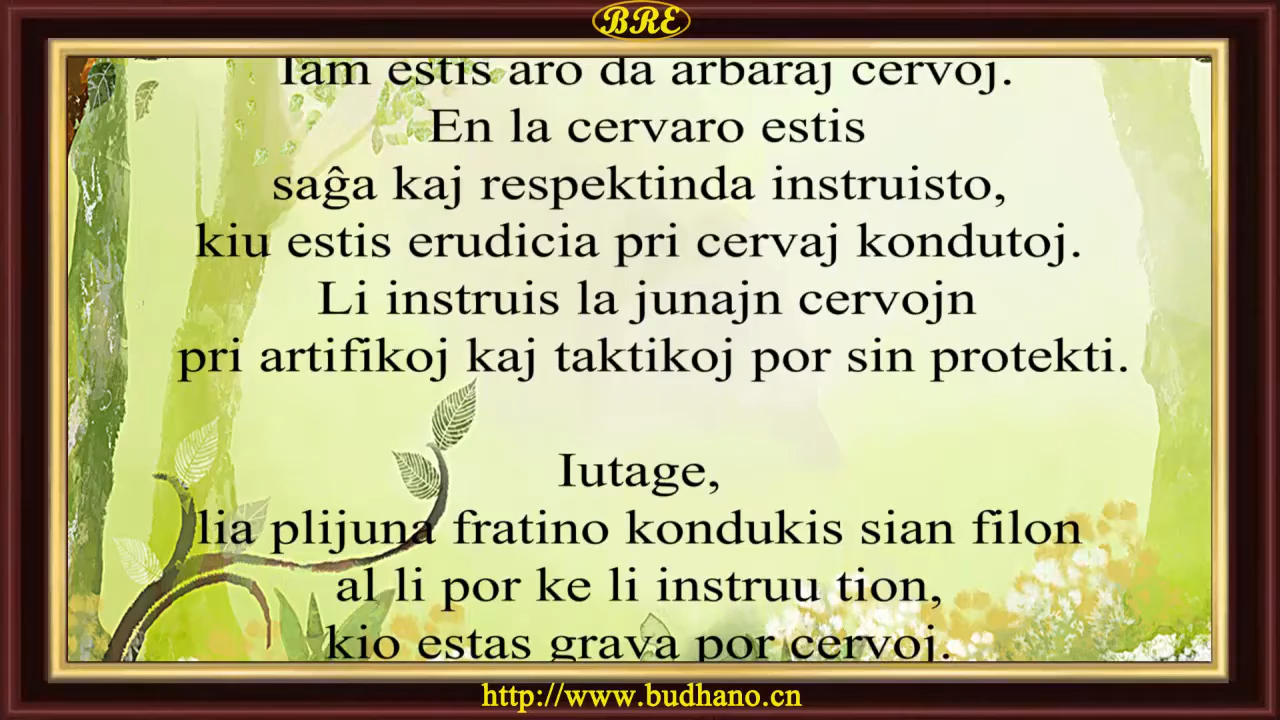 BRE
Iam estis aro da arbaraj cervoj.
En la cervaro estis
saĝa kaj respektinda instruisto,
kiu estis erudicia pri cervaj kondutoj.
Li instruis la junajn cervojn
pri artifikoj kaj taktikoj por sin protekti.
Iutage,
lia plijuna fratino kondukis sian filon
al li por ke li instruu tion,
kio estas grava por cervoj.
http://www.budhano.cn